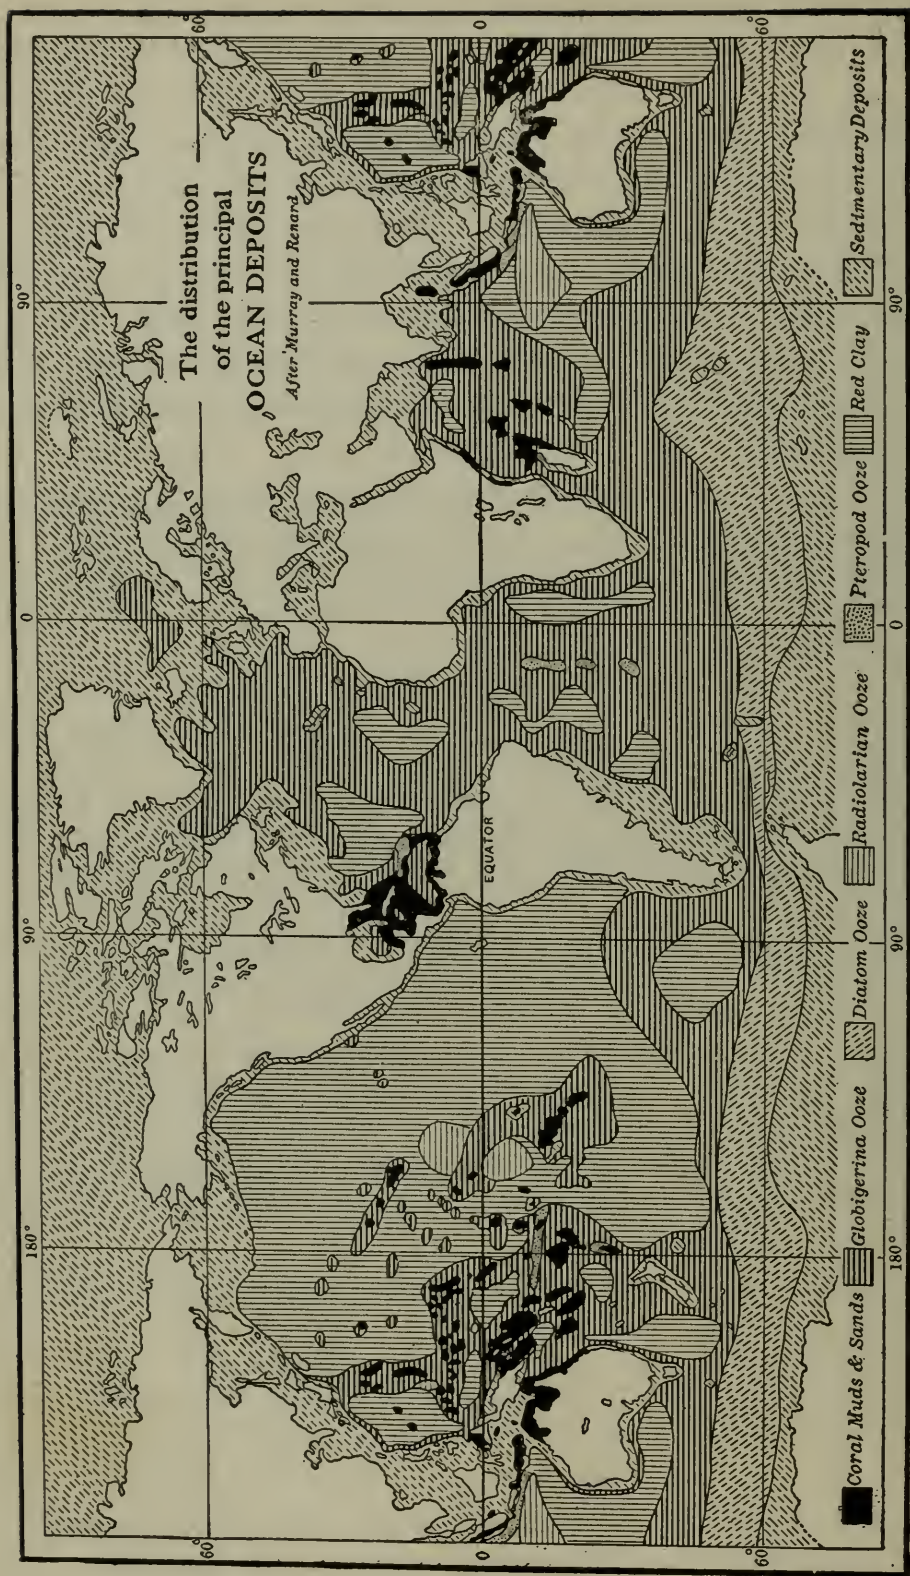 The distribution
of the principal
OCEAN DEPOSITS
After Murray and Renard
180°
90°
0
90°
60°
60°
0
0
60°
60°
EQUATOR
180°
90°
0
90°
Coral Muds & Sands Globigerina Ooze Diatom Ooze Radiolarian Ooze Pteropod Ooze Red Clay Sedimentary Deposits